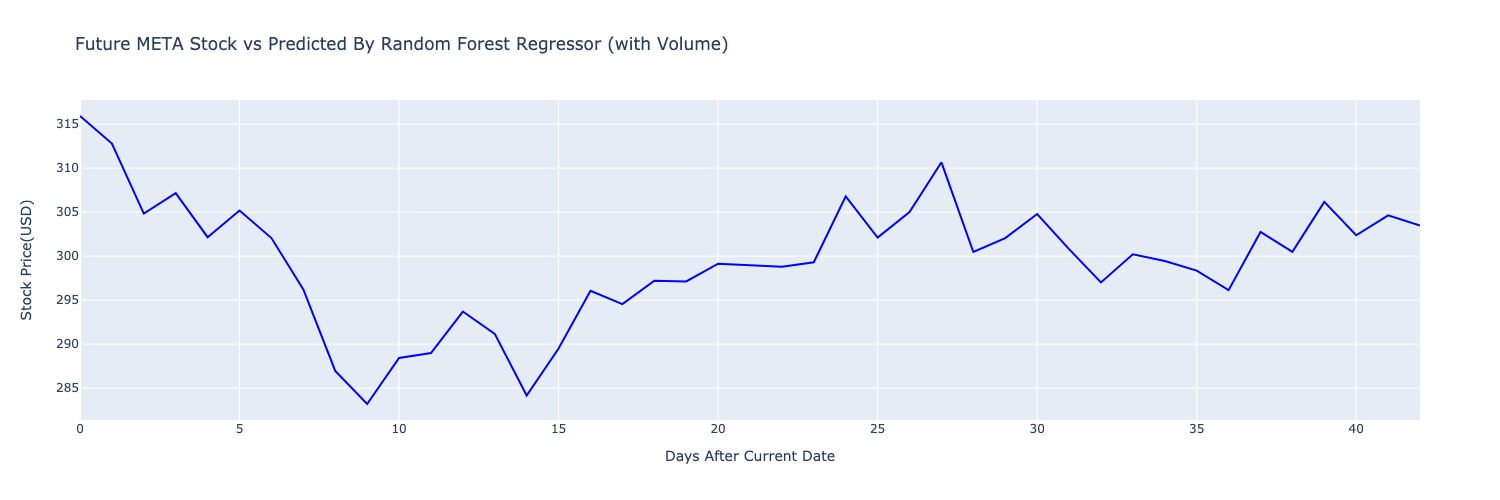 Future META Stock vs Predicted By Random Forest Regressor (with Volume)
Stock Price(USD)
315
310
305
300
295
290
285
0 5 10 15 20 25 30 35 40
Days After Current Date